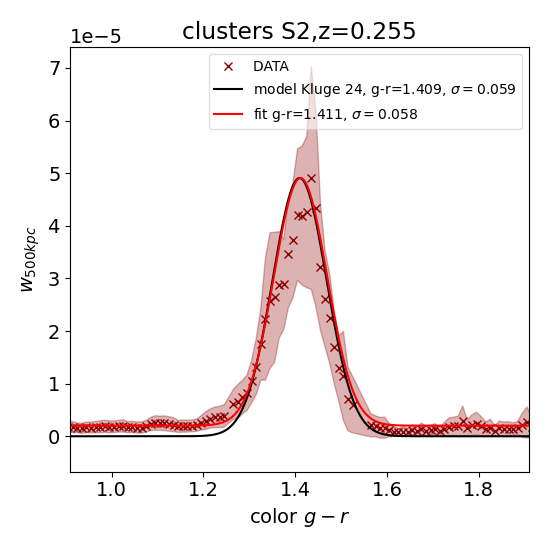 clusters S2,z=0.255
1e−5
DATA
model Kluge 24, g-r=1.409, σ = 0.059
fit g-r=1.411, σ = 0.058
7
6
5
4
3
2
1
0
w500kpc
1.0 1.2 1.4 1.6 1.8
color g − r